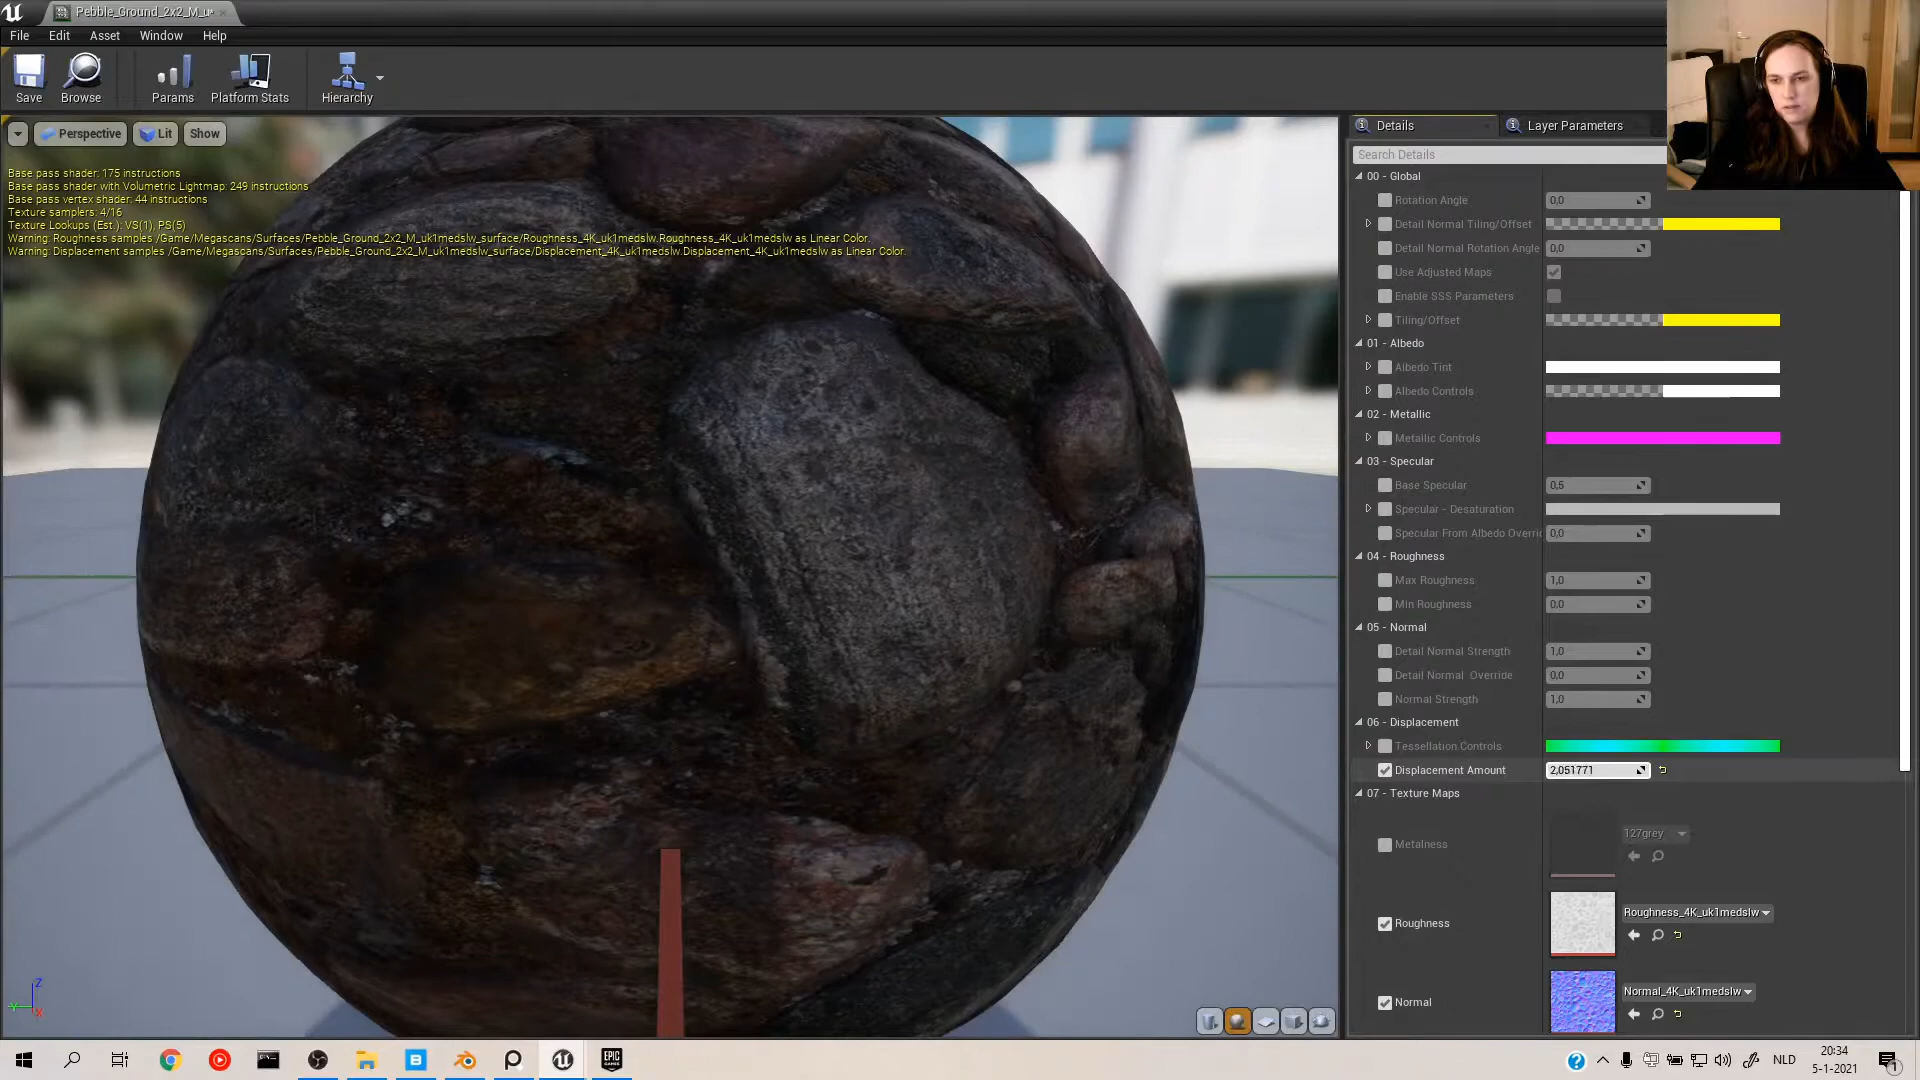 Pebble_Ground_2x2_M_u*
File Edit Asset Window Help
Save Browse Params Platform Stats Hierarchy
Perspective Lit Show
Base pass shader: 175 instructions
Base pass shader with Volumetric Lightmap: 249 instructions
Base pass vertex shader: 44 instructions
Texture samplers: 4/16
Texture Lookups (Est.): VS(1), PS(5)
Warning: Roughness samples /Game/Megascans/Surfaces/Pebble_Ground_2x2_M_uk1medslw_surface/Roughness_4K_uk1medslw.Roughness_4K_uk1medslw as Linear Color.
Warning: Displacement samples /Game/Megascans/Surfaces/Pebble_Ground_2x2_M_uk1medslw_surface/Displacement_4K_uk1medslw.Displacement_4K_uk1medslw as Linear Color.
Z
Y
X
Details Layer Parameters
Search Details
00 - Global
Rotation Angle 0,0
Detail Normal Tiling/Offset
Detail Normal Rotation Angle 0,0
Use Adjusted Maps
Enable SSS Parameters
Tiling/Offset
01 - Albedo
Albedo Tint
Albedo Controls
02 - Metallic
Metallic Controls
03 - Specular
Base Specular 0,5
Specular - Desaturation
Specular From Albedo Overri 0,0
04 - Roughness
Max Roughness 1,0
Min Roughness 0,0
05 - Normal
Detail Normal Strength 1,0
Detail Normal Override 0,0
Normal Strength 1,0
06 - Displacement
Tessellation Controls
Displacement Amount 2,051771
07 - Texture Maps
Metalness 127grey
Roughness Roughness_4K_uk1medslw
Normal Normal_4K_uk1medslw
EPIC GAMES
NLD
20:34
5-1-2021
1